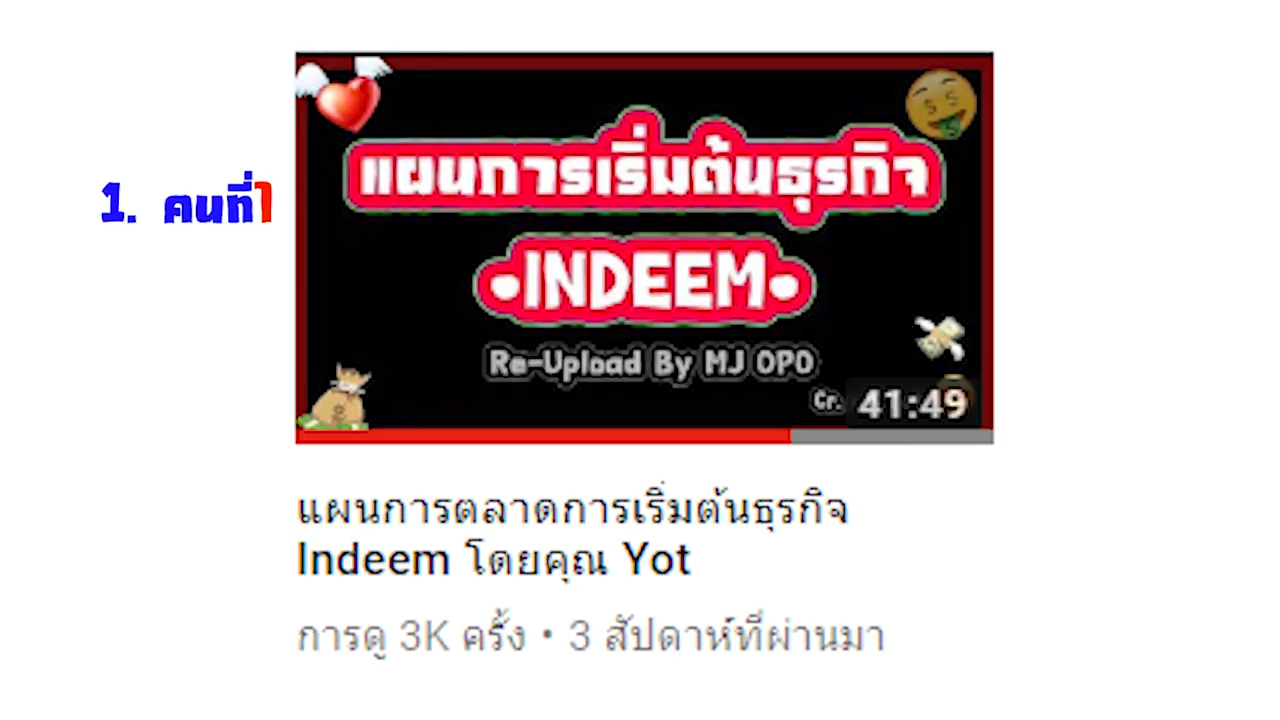 1. คนที่1
แผนการเริ่มต้นธุรกิจ
•INDEEM•
Re-Upload By MJ OPO
Cr.
41:49
แผนการตลาดการเริ่มต้นธุรกิจ
Indeem โดยคุณ Yot
การดู 3K ครั้ง • 3 สัปดาห์ที่ผ่านมา